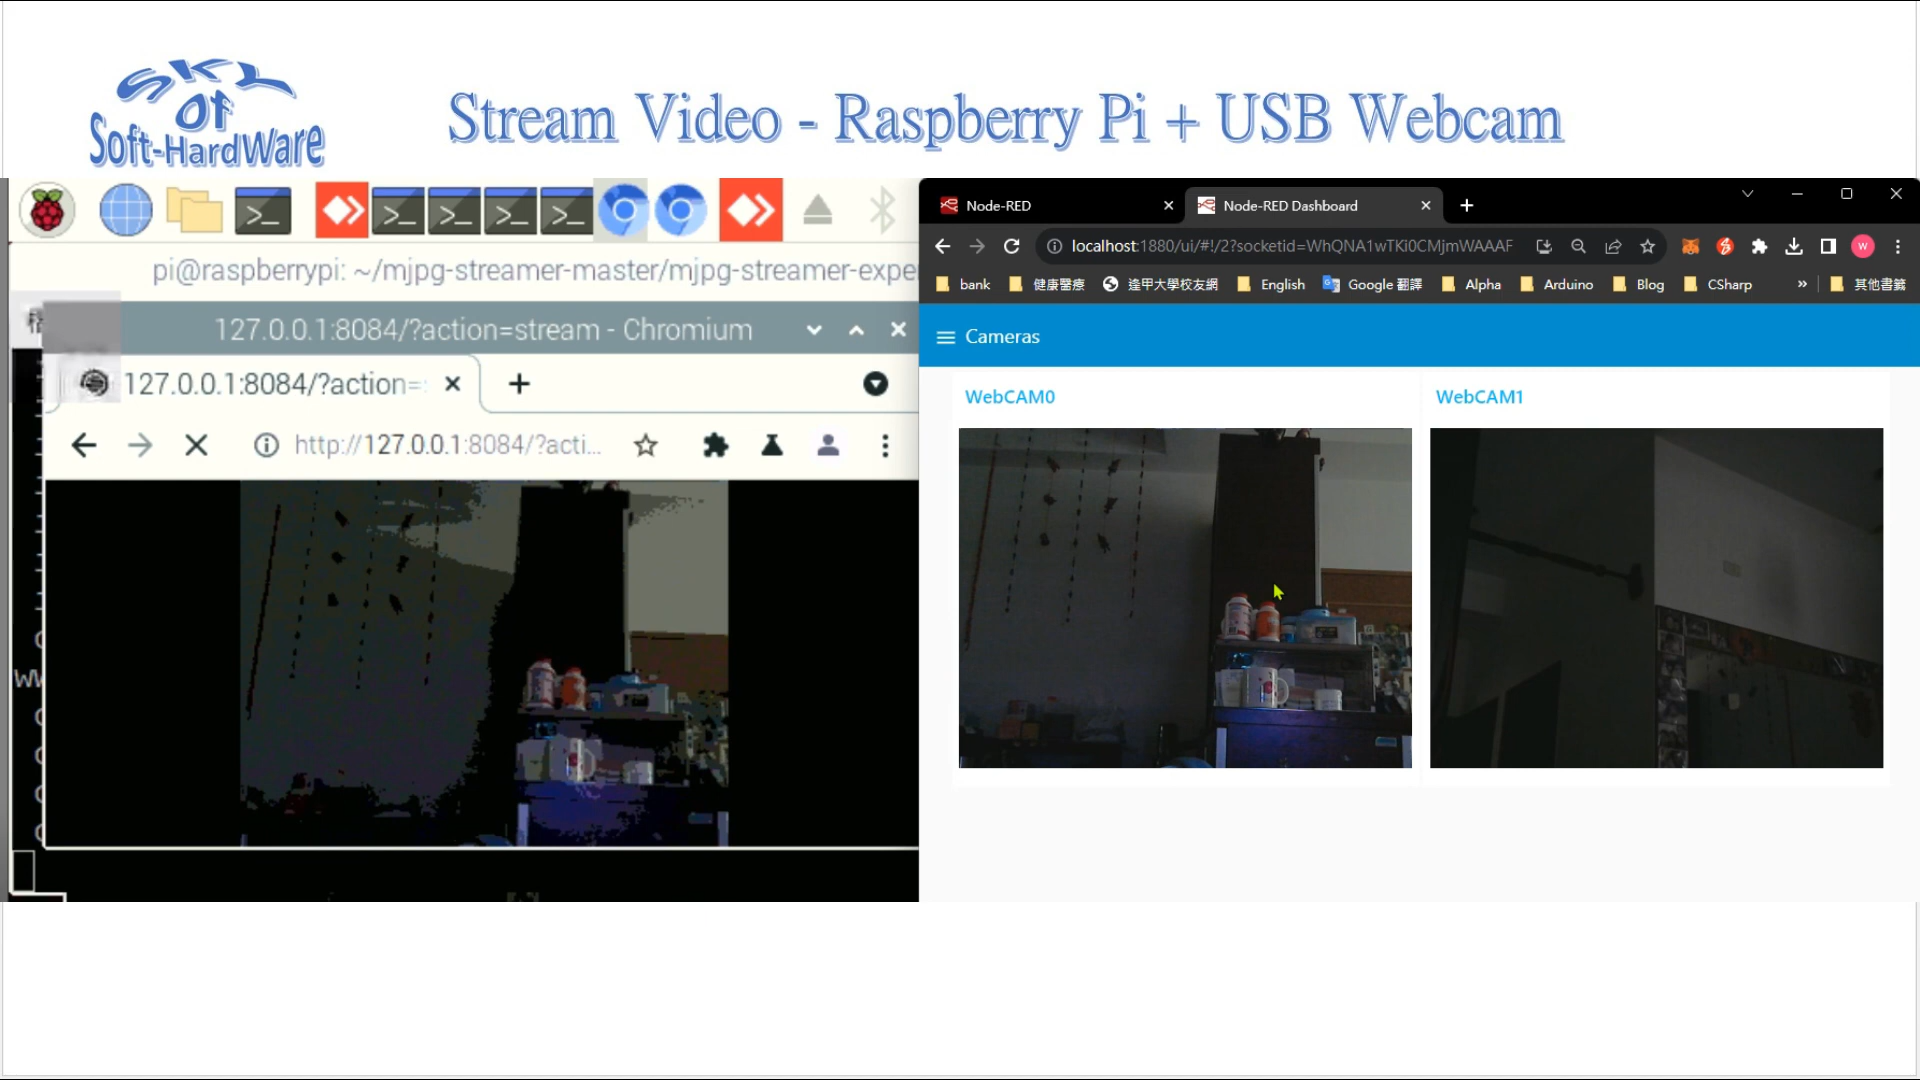 SKY
Of
Soft-HardWare
Stream Video - Raspberry Pi + USB Webcam
pi@raspberrypi: ~/mjpg-streamer-master/mjpg-streamer-expe
127.0.0.1:8084/?action=stream - Chromium
127.0.0.1:8084/?action=
http://127.0.0.1:8084/?acti...
Node-RED
Node-RED Dashboard
localhost:1880/ui/#!/2?socketid=WhQNA1wTKi0CMjmWAAAF
W
bank
健康醫療
逢甲大學校友網
English
Google 翻譯
Alpha
Arduino
Blog
CSharp
»
其他書籤
Cameras
WebCAM0
WebCAM1